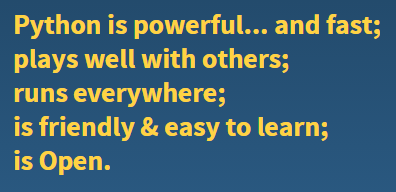 Python is powerful... and fast;
plays well with others;
runs everywhere;
is friendly & easy to learn;
is Open.